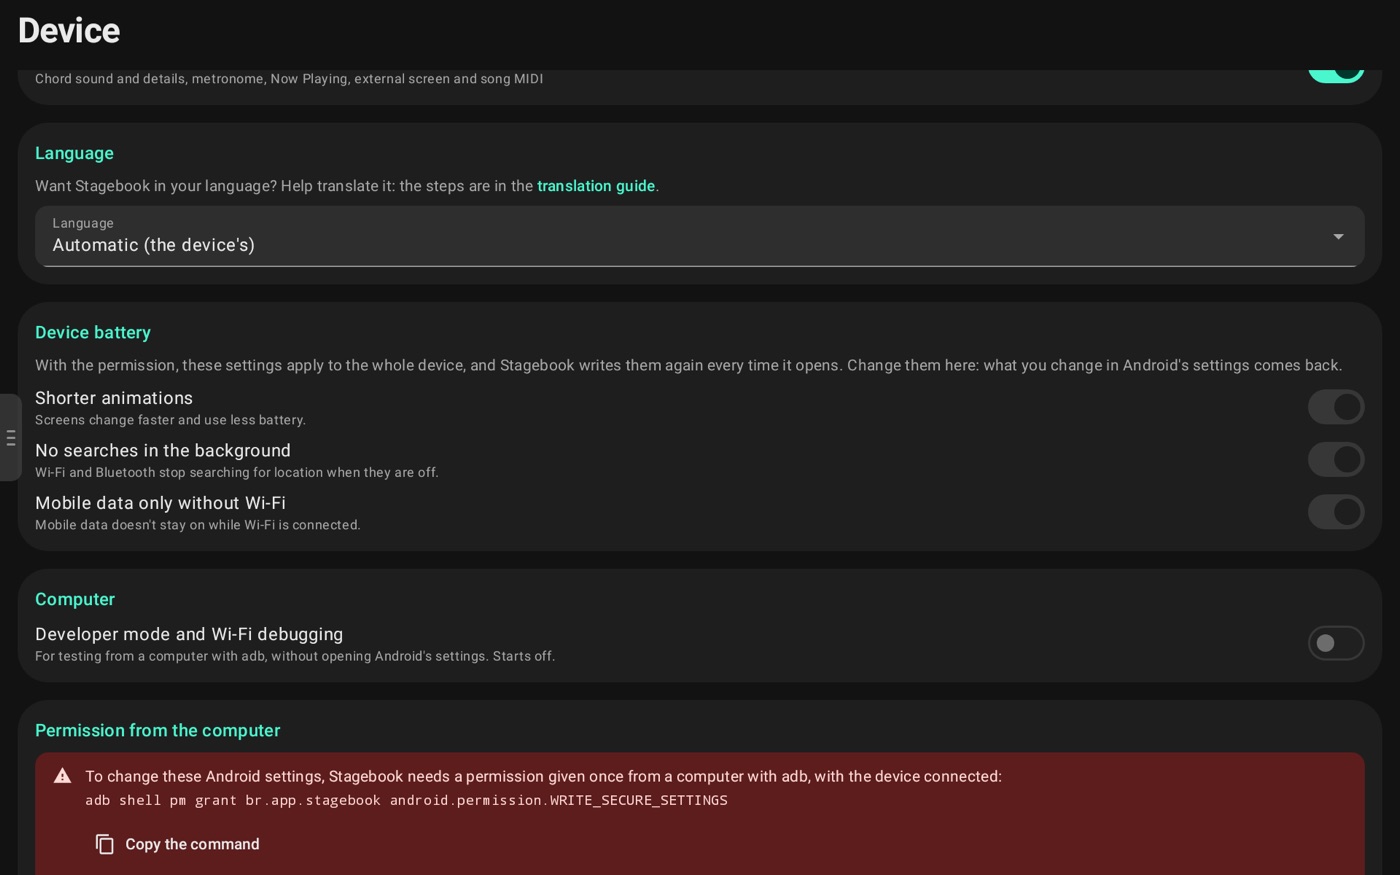 Device
Chord sound and details, metronome, Now Playing, external screen and song MIDI
Language
Want Stagebook in your language? Help translate it: the steps are in the translation guide.
Language
Automatic (the device's)
Device battery
With the permission, these settings apply to the whole device, and Stagebook writes them again every time it opens. Change them here: what you change in Android's settings comes back.
Shorter animations
Screens change faster and use less battery.
No searches in the background
Wi-Fi and Bluetooth stop searching for location when they are off.
Mobile data only without Wi-Fi
Mobile data doesn't stay on while Wi-Fi is connected.
Computer
Developer mode and Wi-Fi debugging
For testing from a computer with adb, without opening Android's settings. Starts off.
Permission from the computer
To change these Android settings, Stagebook needs a permission given once from a computer with adb, with the device connected:
adb shell pm grant br.app.stagebook android.permission.WRITE_SECURE_SETTINGS
Copy the command